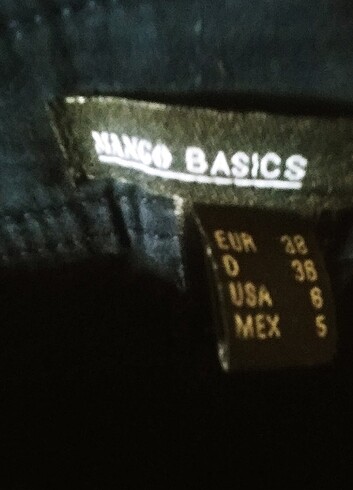 MANGO BASICS
EUR 38
D 36
USA 6
MEX 5